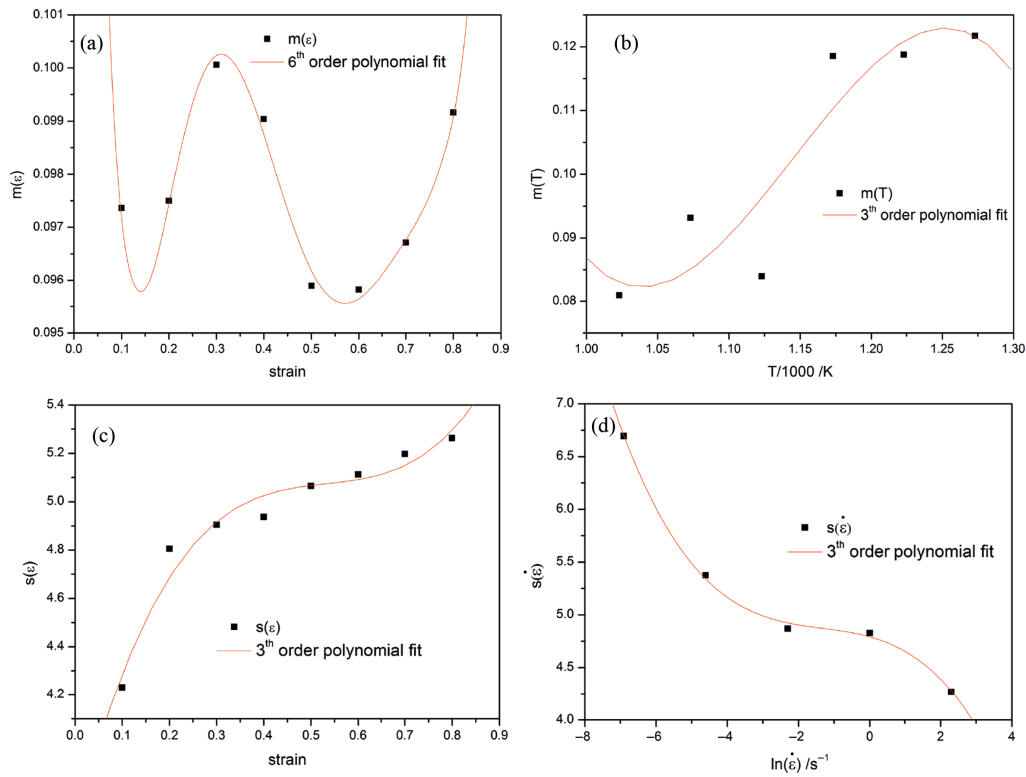 (a)
m(ε)
6th order polynomial fit
0.101
0.100
0.099
0.098
0.097
0.096
0.095
m(ε)
0.0 0.1 0.2 0.3 0.4 0.5 0.6 0.7 0.8 0.9
strain
(b)
m(T)
3th order polynomial fit
0.12
0.11
0.10
0.09
0.08
m(T)
1.00 1.05 1.10 1.15 1.20 1.25 1.30
T/1000 /K
(c)
s(ε)
3th order polynomial fit
5.4
5.2
5.0
4.8
4.6
4.4
4.2
s(ε)
0.0 0.1 0.2 0.3 0.4 0.5 0.6 0.7 0.8 0.9
strain
(d)
s(ε̇)
3th order polynomial fit
7.0
6.5
6.0
5.5
5.0
4.5
4.0
s(ε̇)
−8 −6 −4 −2 0 2 4
ln(ε̇) /s⁻¹